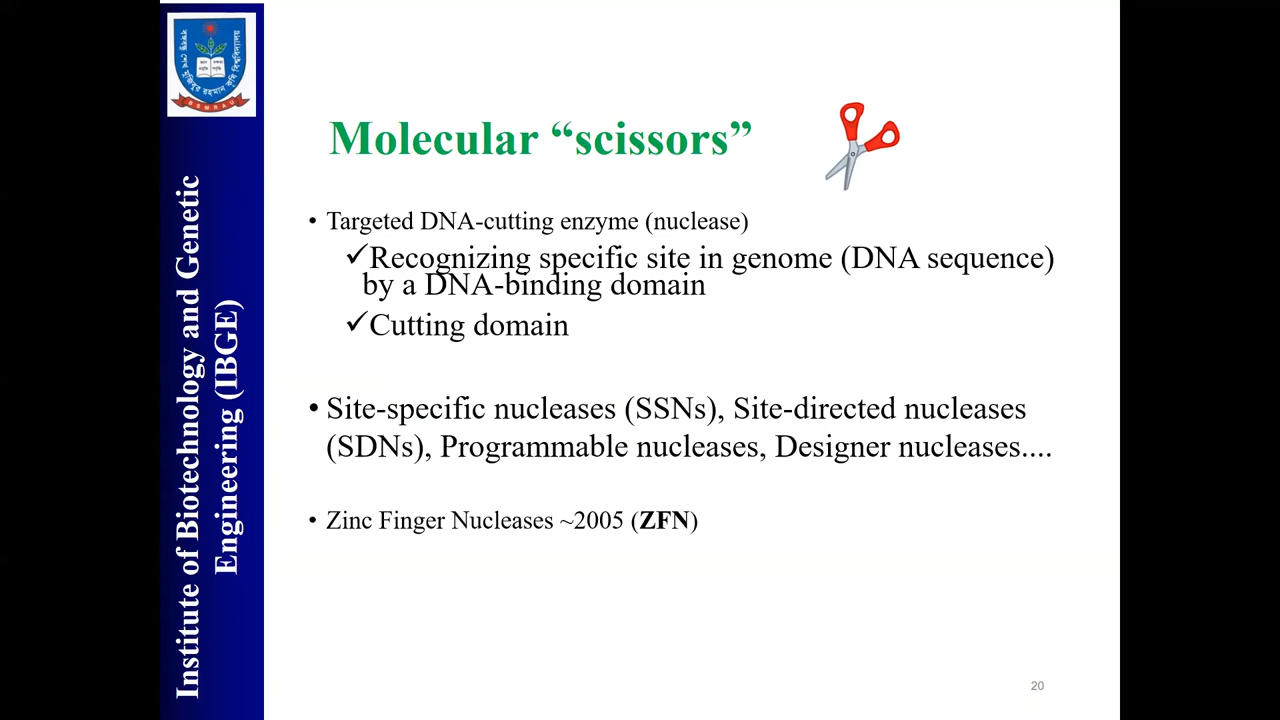 Institute of Biotechnology and Genetic
Engineering (IBGE)
BSMRAU
Molecular “scissors”
• Targeted DNA-cutting enzyme (nuclease)
✓Recognizing specific site in genome (DNA sequence)
by a DNA-binding domain
✓Cutting domain
• Site-specific nucleases (SSNs), Site-directed nucleases
(SDNs), Programmable nucleases, Designer nucleases....
• Zinc Finger Nucleases ~2005 (ZFN)
20